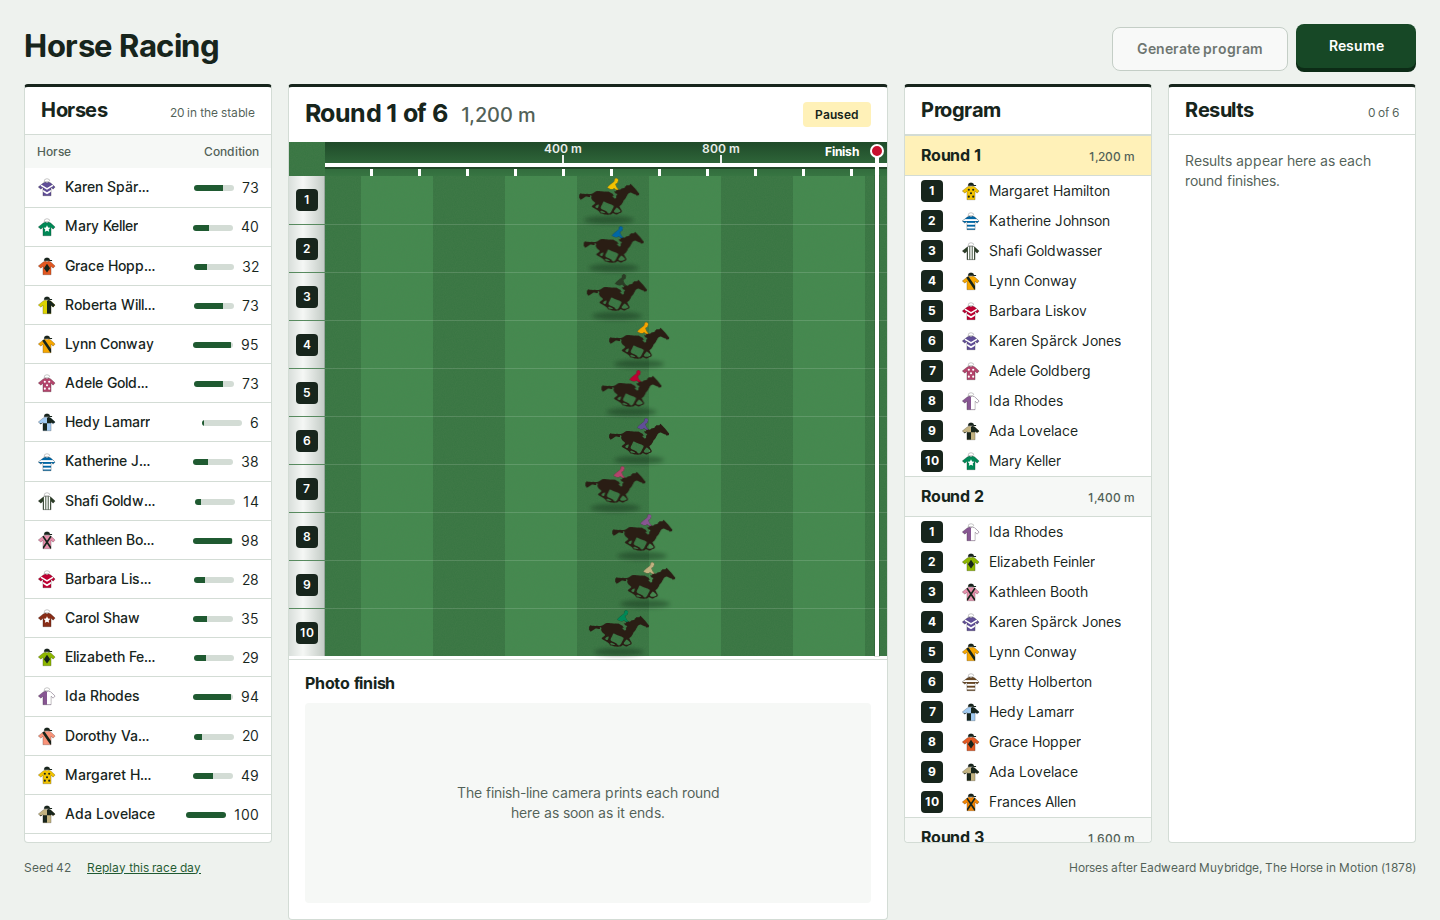 Horse Racing
Generate program
Resume
Horses
20 in the stable
Horse
Condition
Karen Spär...
73
Mary Keller
40
Grace Hopp...
32
Roberta Will...
73
Lynn Conway
95
Adele Gold...
73
Hedy Lamarr
6
Katherine J...
38
Shafi Goldw...
14
Kathleen Bo...
98
Barbara Lis...
28
Carol Shaw
35
Elizabeth Fe...
29
Ida Rhodes
94
Dorothy Va...
20
Margaret H...
49
Ada Lovelace
100
Round 1 of 6
1,200 m
Paused
400 m
800 m
Finish
1
2
3
4
5
6
7
8
9
10
Photo finish
The finish-line camera prints each round
here as soon as it ends.
Program
Round 1
1,200 m
1 Margaret Hamilton
2 Katherine Johnson
3 Shafi Goldwasser
4 Lynn Conway
5 Barbara Liskov
6 Karen Spärck Jones
7 Adele Goldberg
8 Ida Rhodes
9 Ada Lovelace
10 Mary Keller
Round 2
1,400 m
1 Ida Rhodes
2 Elizabeth Feinler
3 Kathleen Booth
4 Karen Spärck Jones
5 Lynn Conway
6 Betty Holberton
7 Hedy Lamarr
8 Grace Hopper
9 Ada Lovelace
10 Frances Allen
Round 3
1,600 m
Results
0 of 6
Results appear here as each
round finishes.
Seed 42
Replay this race day
Horses after Eadweard Muybridge, The Horse in Motion (1878)